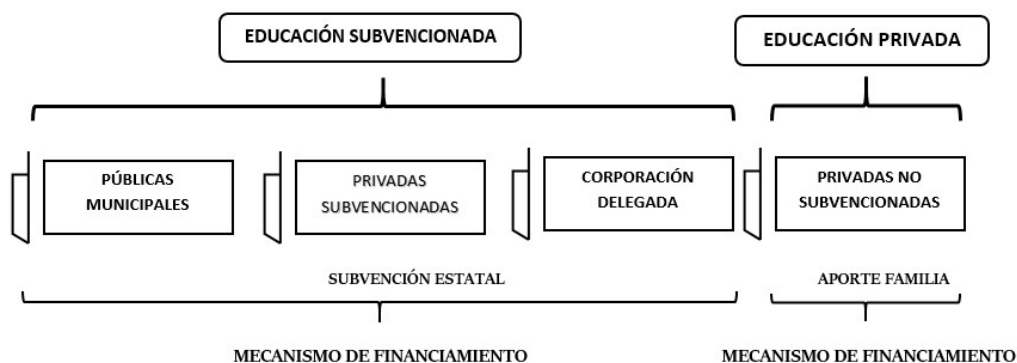 EDUCACIÓN SUBVENCIONADA
EDUCACIÓN PRIVADA
PÚBLICAS
MUNICIPALES
PRIVADAS
SUBVENCIONADAS
CORPORACIÓN
DELEGADA
PRIVADAS NO
SUBVENCIONADAS
SUBVENCIÓN ESTATAL
APORTE FAMILIA
MECANISMO DE FINANCIAMIENTO
MECANISMO DE FINANCIAMIENTO